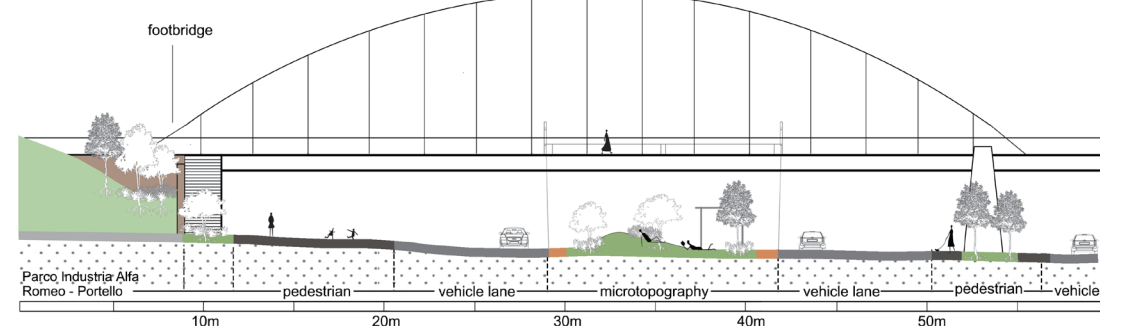 footbridge
Parco Industria Alfa
Romeo - Portello
pedestrian
vehicle lane
microtopography
vehicle lane
pedestrian
vehicle
10m
20m
30m
40m
50m